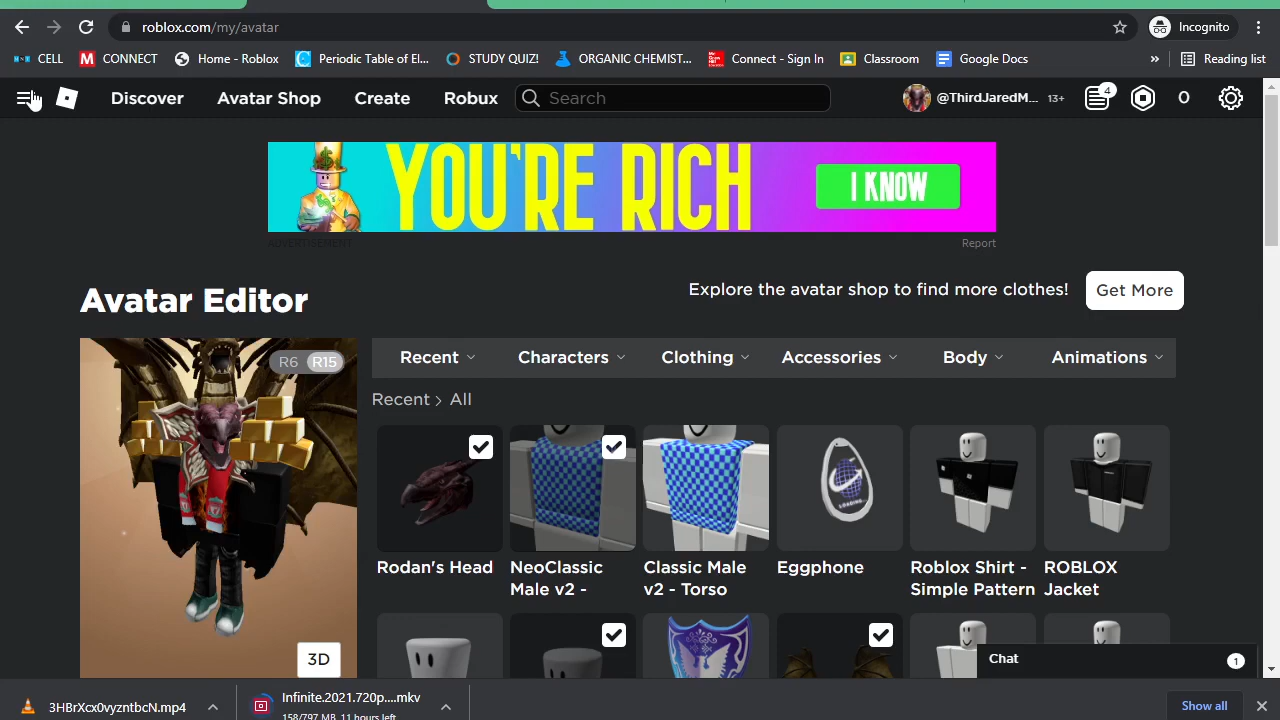 roblox.com/my/avatar
Incognito
CELL
CONNECT
Home - Roblox
Periodic Table of El...
STUDY QUIZ!
ORGANIC CHEMIST...
Connect - Sign In
Classroom
Google Docs
»
Reading list
Discover
Avatar Shop
Create
Robux
Search
@ThirdJaredM...
13+
4
0
YOU'RE RICH
I KNOW
ADVERTISEMENT
Report
Avatar Editor
Explore the avatar shop to find more clothes!
Get More
R6
R15
Recent
Characters
Clothing
Accessories
Body
Animations
Recent > All
LOADING..
Rodan's Head
NeoClassic
Male v2 -
Classic Male
v2 - Torso
Eggphone
Roblox Shirt -
Simple Pattern
ROBLOX
Jacket
3D
Chat
1
3HBrXcx0vyzntbcN.mp4
Infinite.2021.720p....mkv
158/797 MB, 11 hours left
Show all